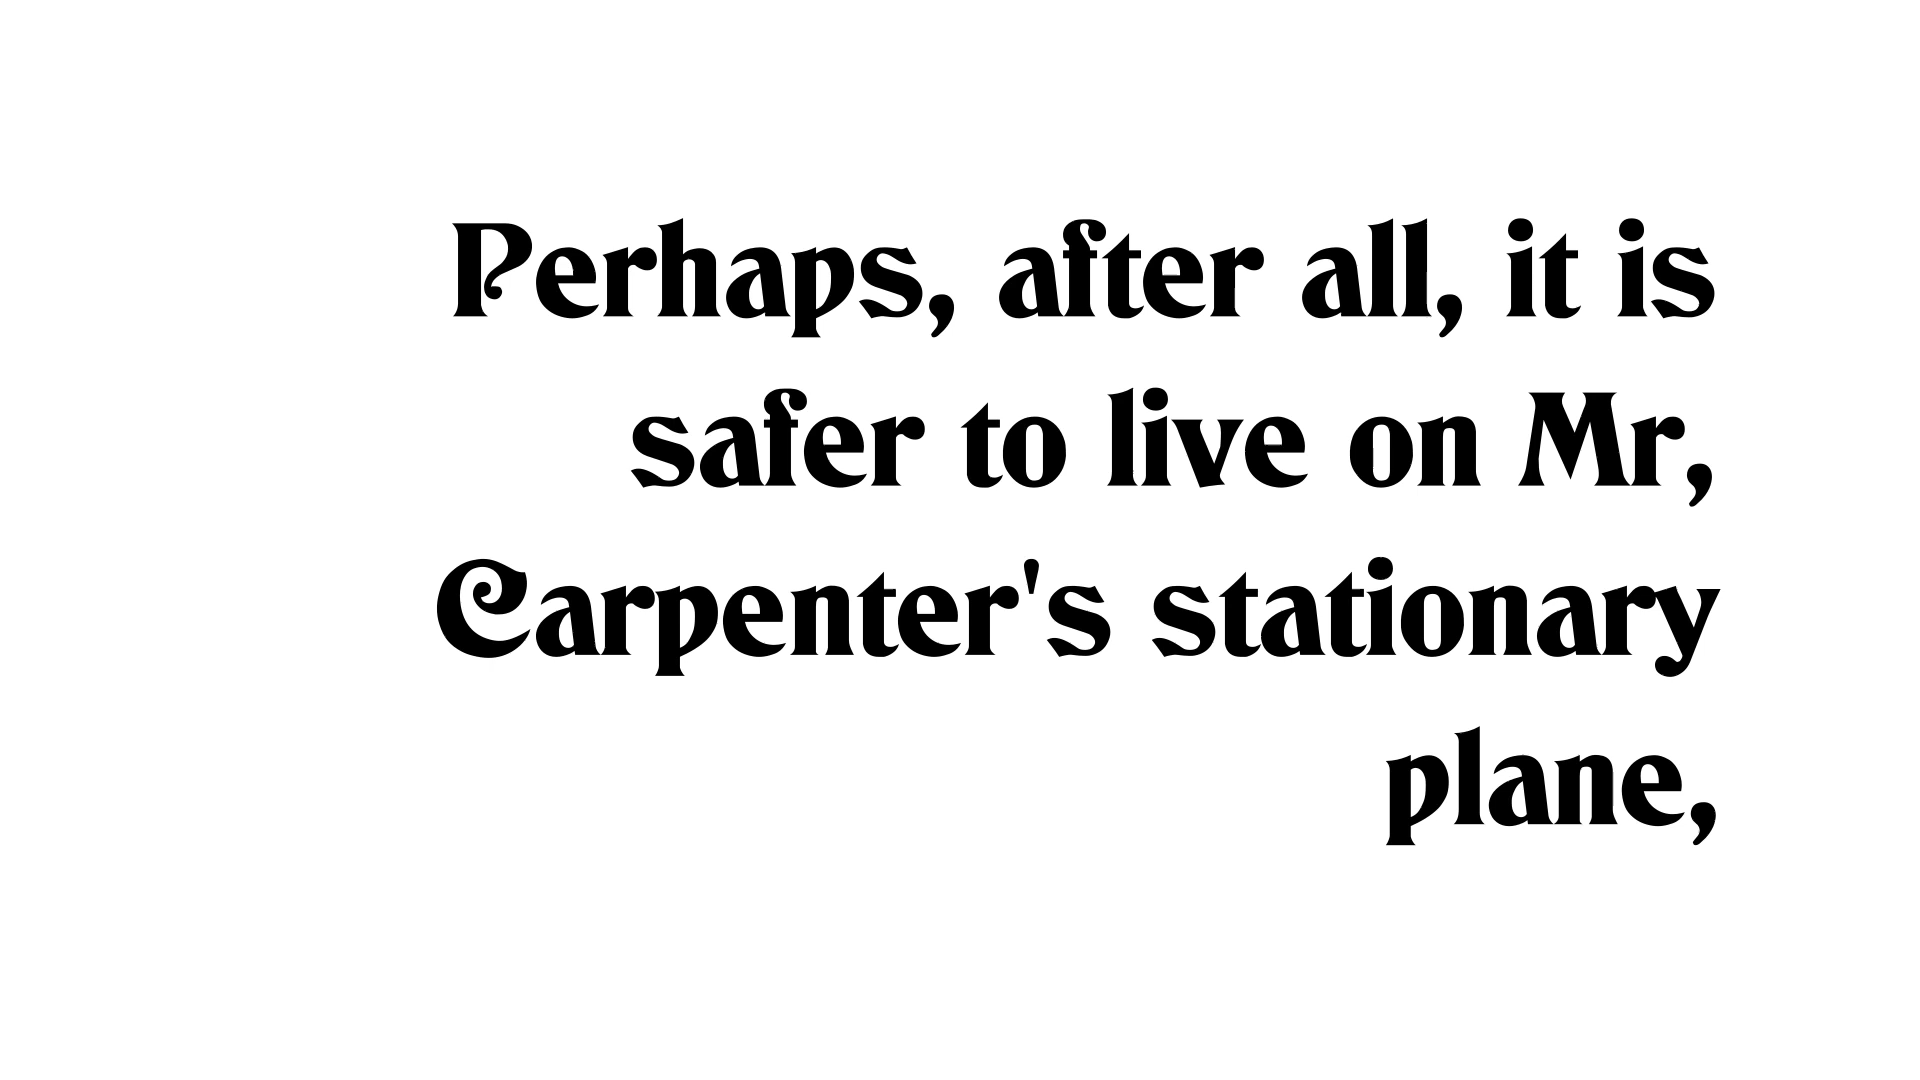 Perhaps, after all, it is
safer to live on Mr,
Carpenter's stationary
plane,